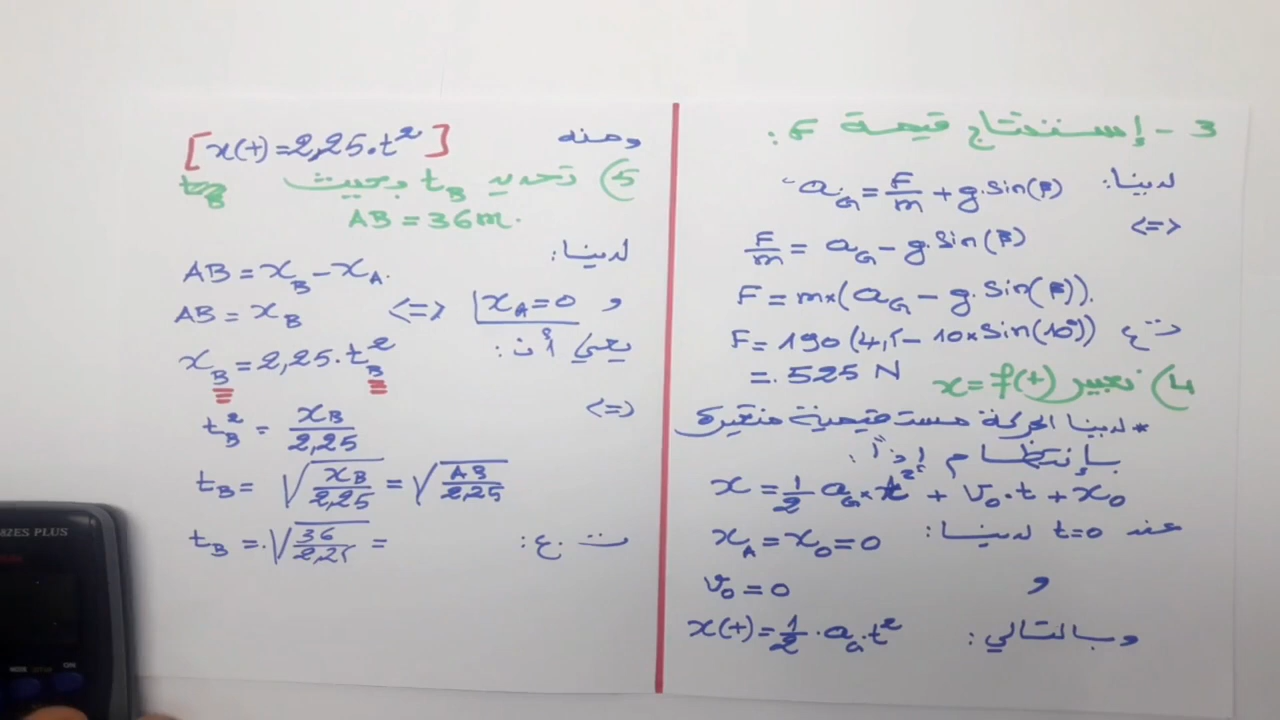 3 - إستنتاج قيمة F :
لدينا: a_G = F/m + g.sin(β)
<=> F/m = a_G - g.sin(β)
F = m×(a_G - g.sin(β)).
ت ع F = 190 (4,5 - 10×sin(10°))
= 525 N
4) تعبير x = f(t)
* لدينا الحركة مستقيمية متغيرة
بإنتظام إذاً:
x = 1/2 a_G × t² + v₀.t + x₀
عند t=0 لدينا: x_A = x₀ = 0
و v₀ = 0
وبالتالي: x(t) = 1/2 . a_G . t²
ومنه [x(t) = 2,25.t²]
5) تحديد t_B بحيث
AB = 36m.
لدينا: AB = x_B - x_A.
و x_A = 0 <=> AB = x_B
يعني أن: x_B = 2,25.t_B²
<=> t_B² = x_B/2,25
t_B = √(x_B/2,25) = √(AB/2,25)
ت.ع: t_B = √(36/2,25) =
82ES PLUS
ON